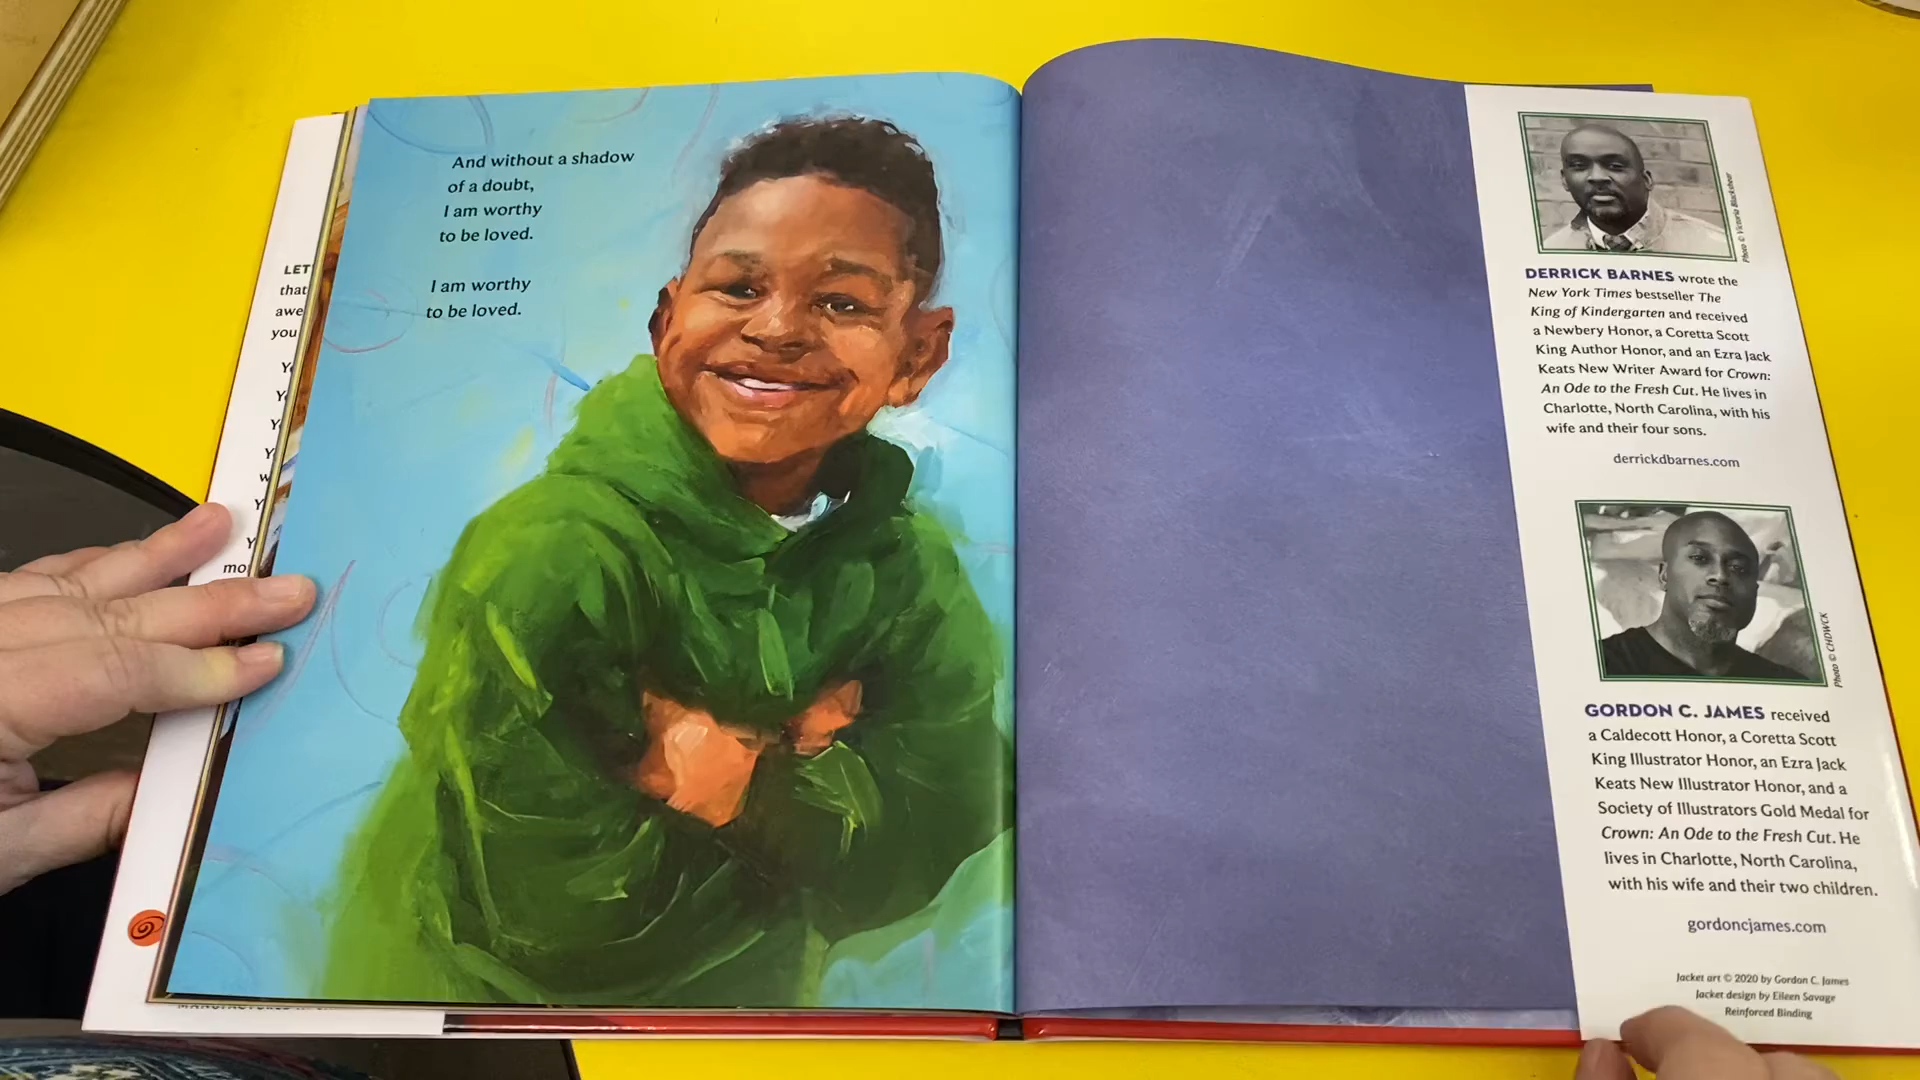 LET
that
awe
you
mo
And without a shadow
of a doubt,
I am worthy
to be loved.
I am worthy
to be loved.
Photo © Victoria Blackshear
DERRICK BARNES wrote the
New York Times bestseller The
King of Kindergarten and received
a Newbery Honor, a Coretta Scott
King Author Honor, and an Ezra Jack
Keats New Writer Award for Crown:
An Ode to the Fresh Cut. He lives in
Charlotte, North Carolina, with his
wife and their four sons.
derrickdbarnes.com
Photo © CHDWCK
GORDON C. JAMES received
a Caldecott Honor, a Coretta Scott
King Illustrator Honor, an Ezra Jack
Keats New Illustrator Honor, and a
Society of Illustrators Gold Medal for
Crown: An Ode to the Fresh Cut. He
lives in Charlotte, North Carolina,
with his wife and their two children.
gordoncjames.com
Jacket art © 2020 by Gordon C. James
Jacket design by Eileen Savage
Reinforced Binding